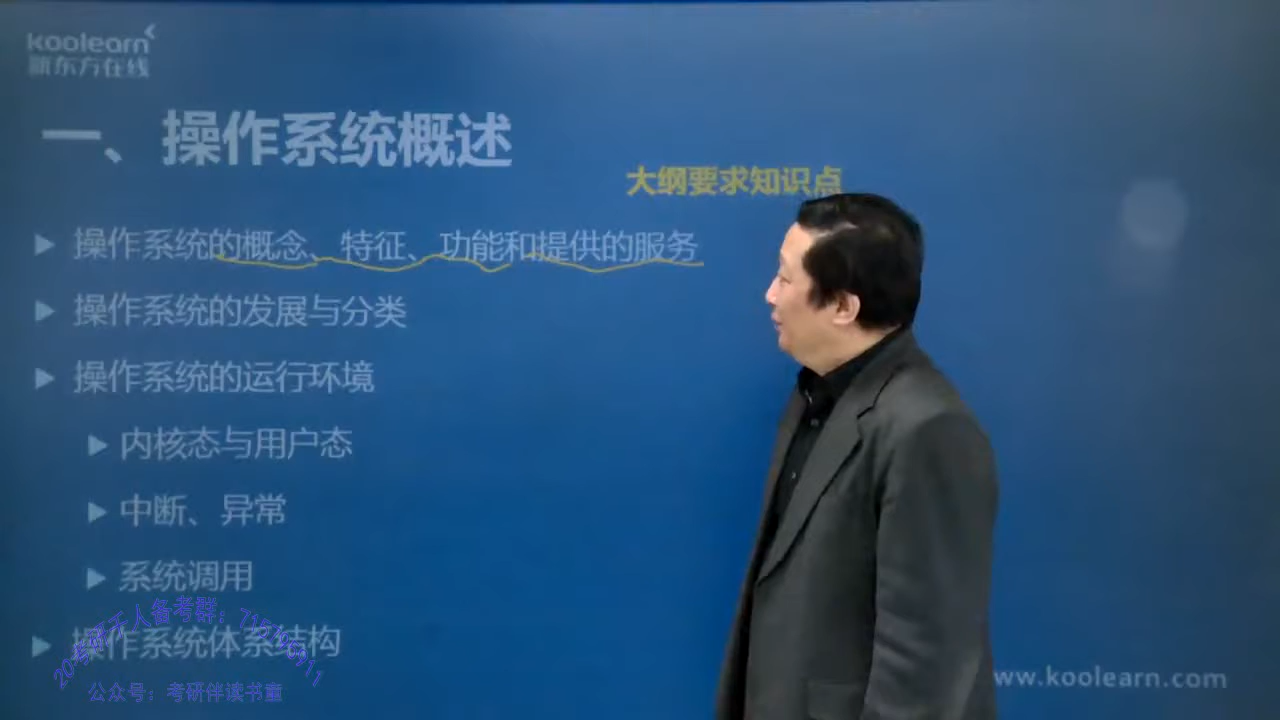 koolearn
新东方在线
一、操作系统概述
大纲要求知识点
操作系统的概念、特征、功能和提供的服务
操作系统的发展与分类
操作系统的运行环境
内核态与用户态
中断、异常
系统调用
操作系统体系结构
公众号：考研伴读书童
www.koolearn.com